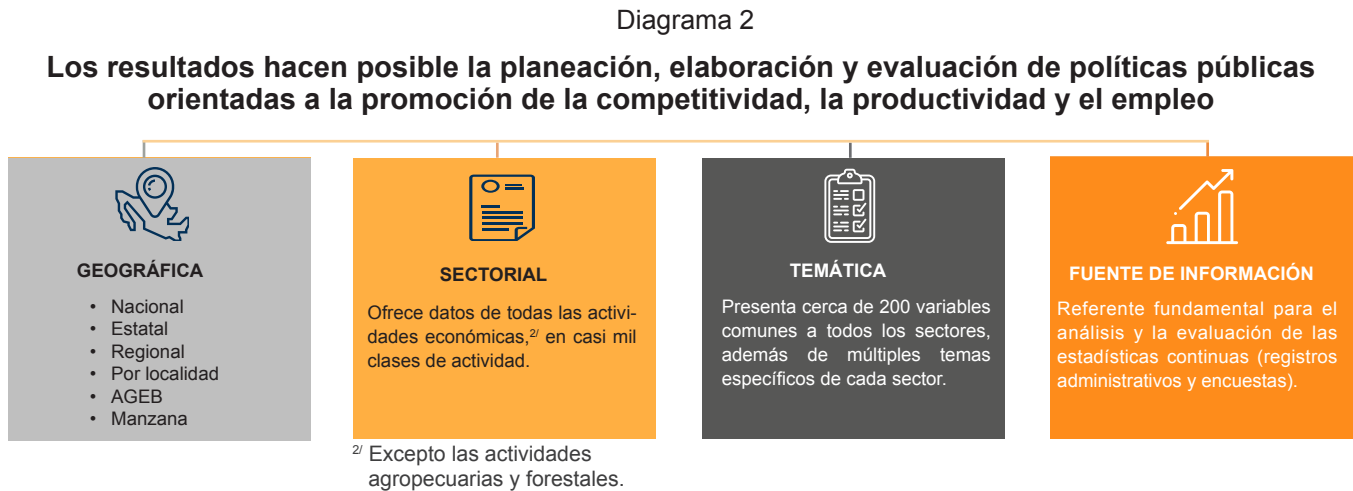 Diagrama 2
Los resultados hacen posible la planeación, elaboración y evaluación de políticas públicas
orientadas a la promoción de la competitividad, la productividad y el empleo
GEOGRÁFICA
• Nacional
• Estatal
• Regional
• Por localidad
• AGEB
• Manzana
SECTORIAL
Ofrece datos de todas las activi-
dades económicas,2/ en casi mil
clases de actividad.
2/ Excepto las actividades
agropecuarias y forestales.
TEMÁTICA
Presenta cerca de 200 variables
comunes a todos los sectores,
además de múltiples temas
específicos de cada sector.
FUENTE DE INFORMACIÓN
Referente fundamental para el
análisis y la evaluación de las
estadísticas continuas (registros
administrativos y encuestas).